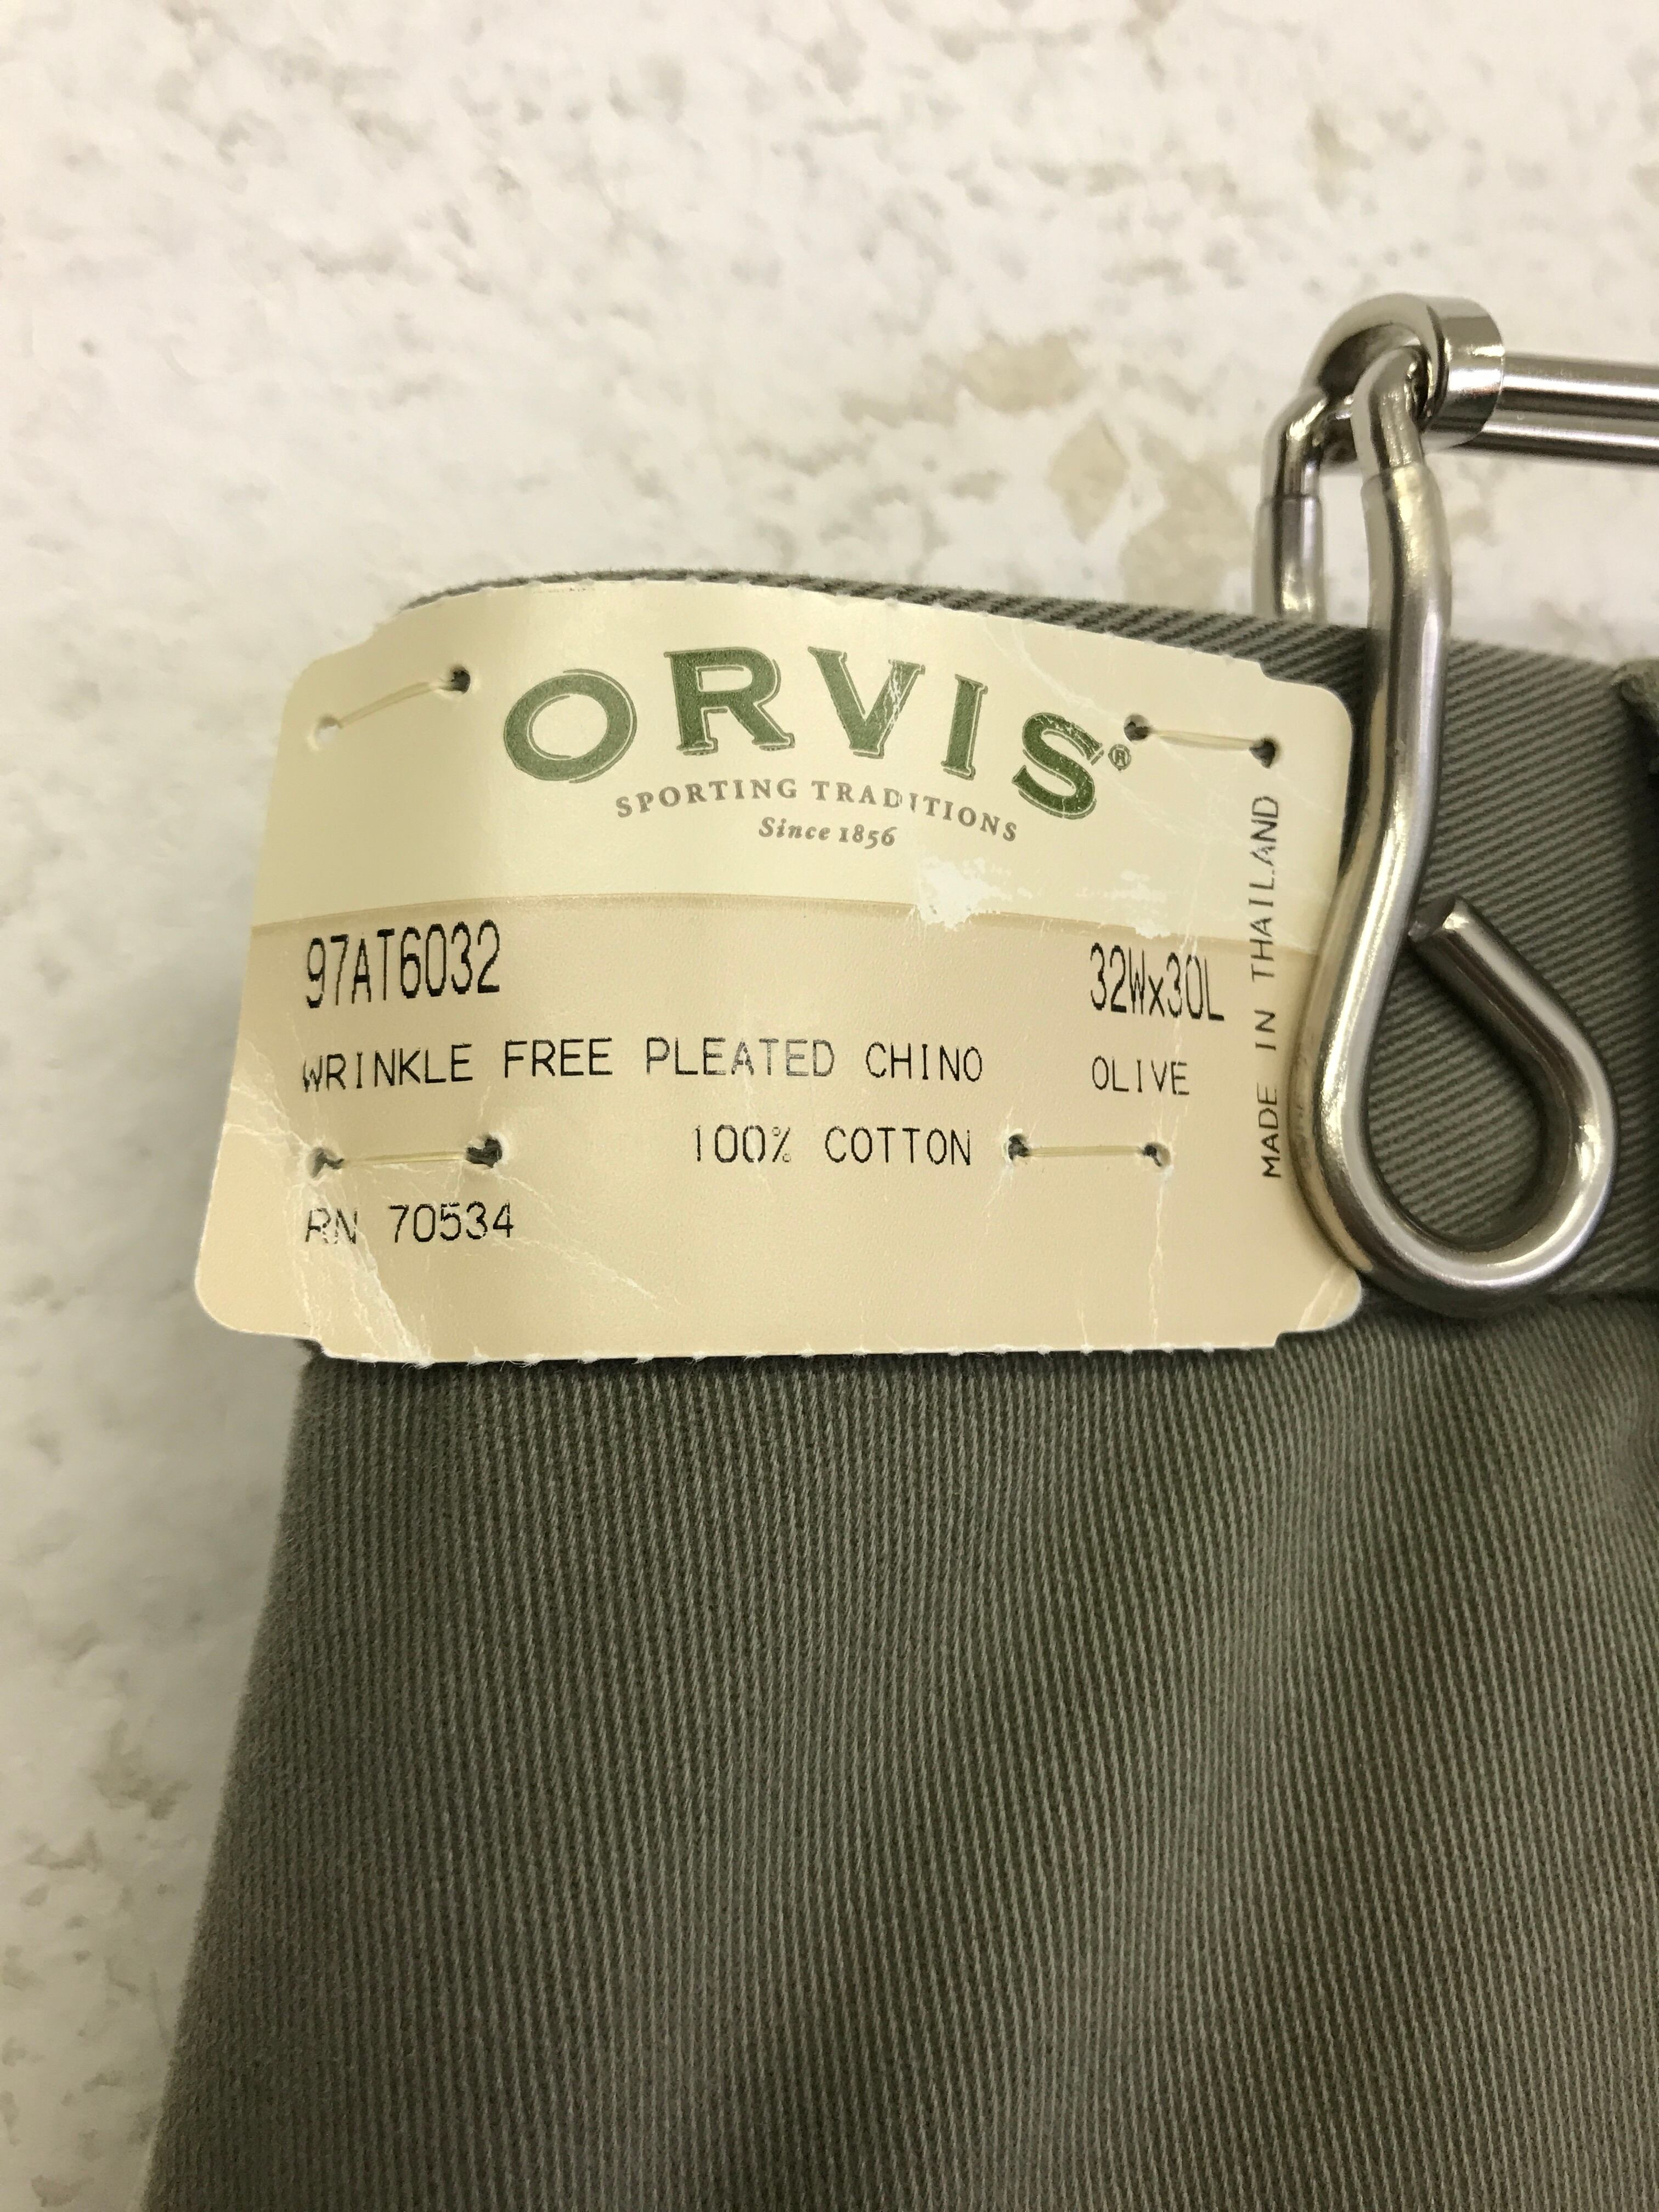 ORVIS®
SPORTING TRADITIONS
Since 1856
97AT6032 32Wx30L
WRINKLE FREE PLEATED CHINO OLIVE
100% COTTON
RN 70534
MADE IN THAILAND